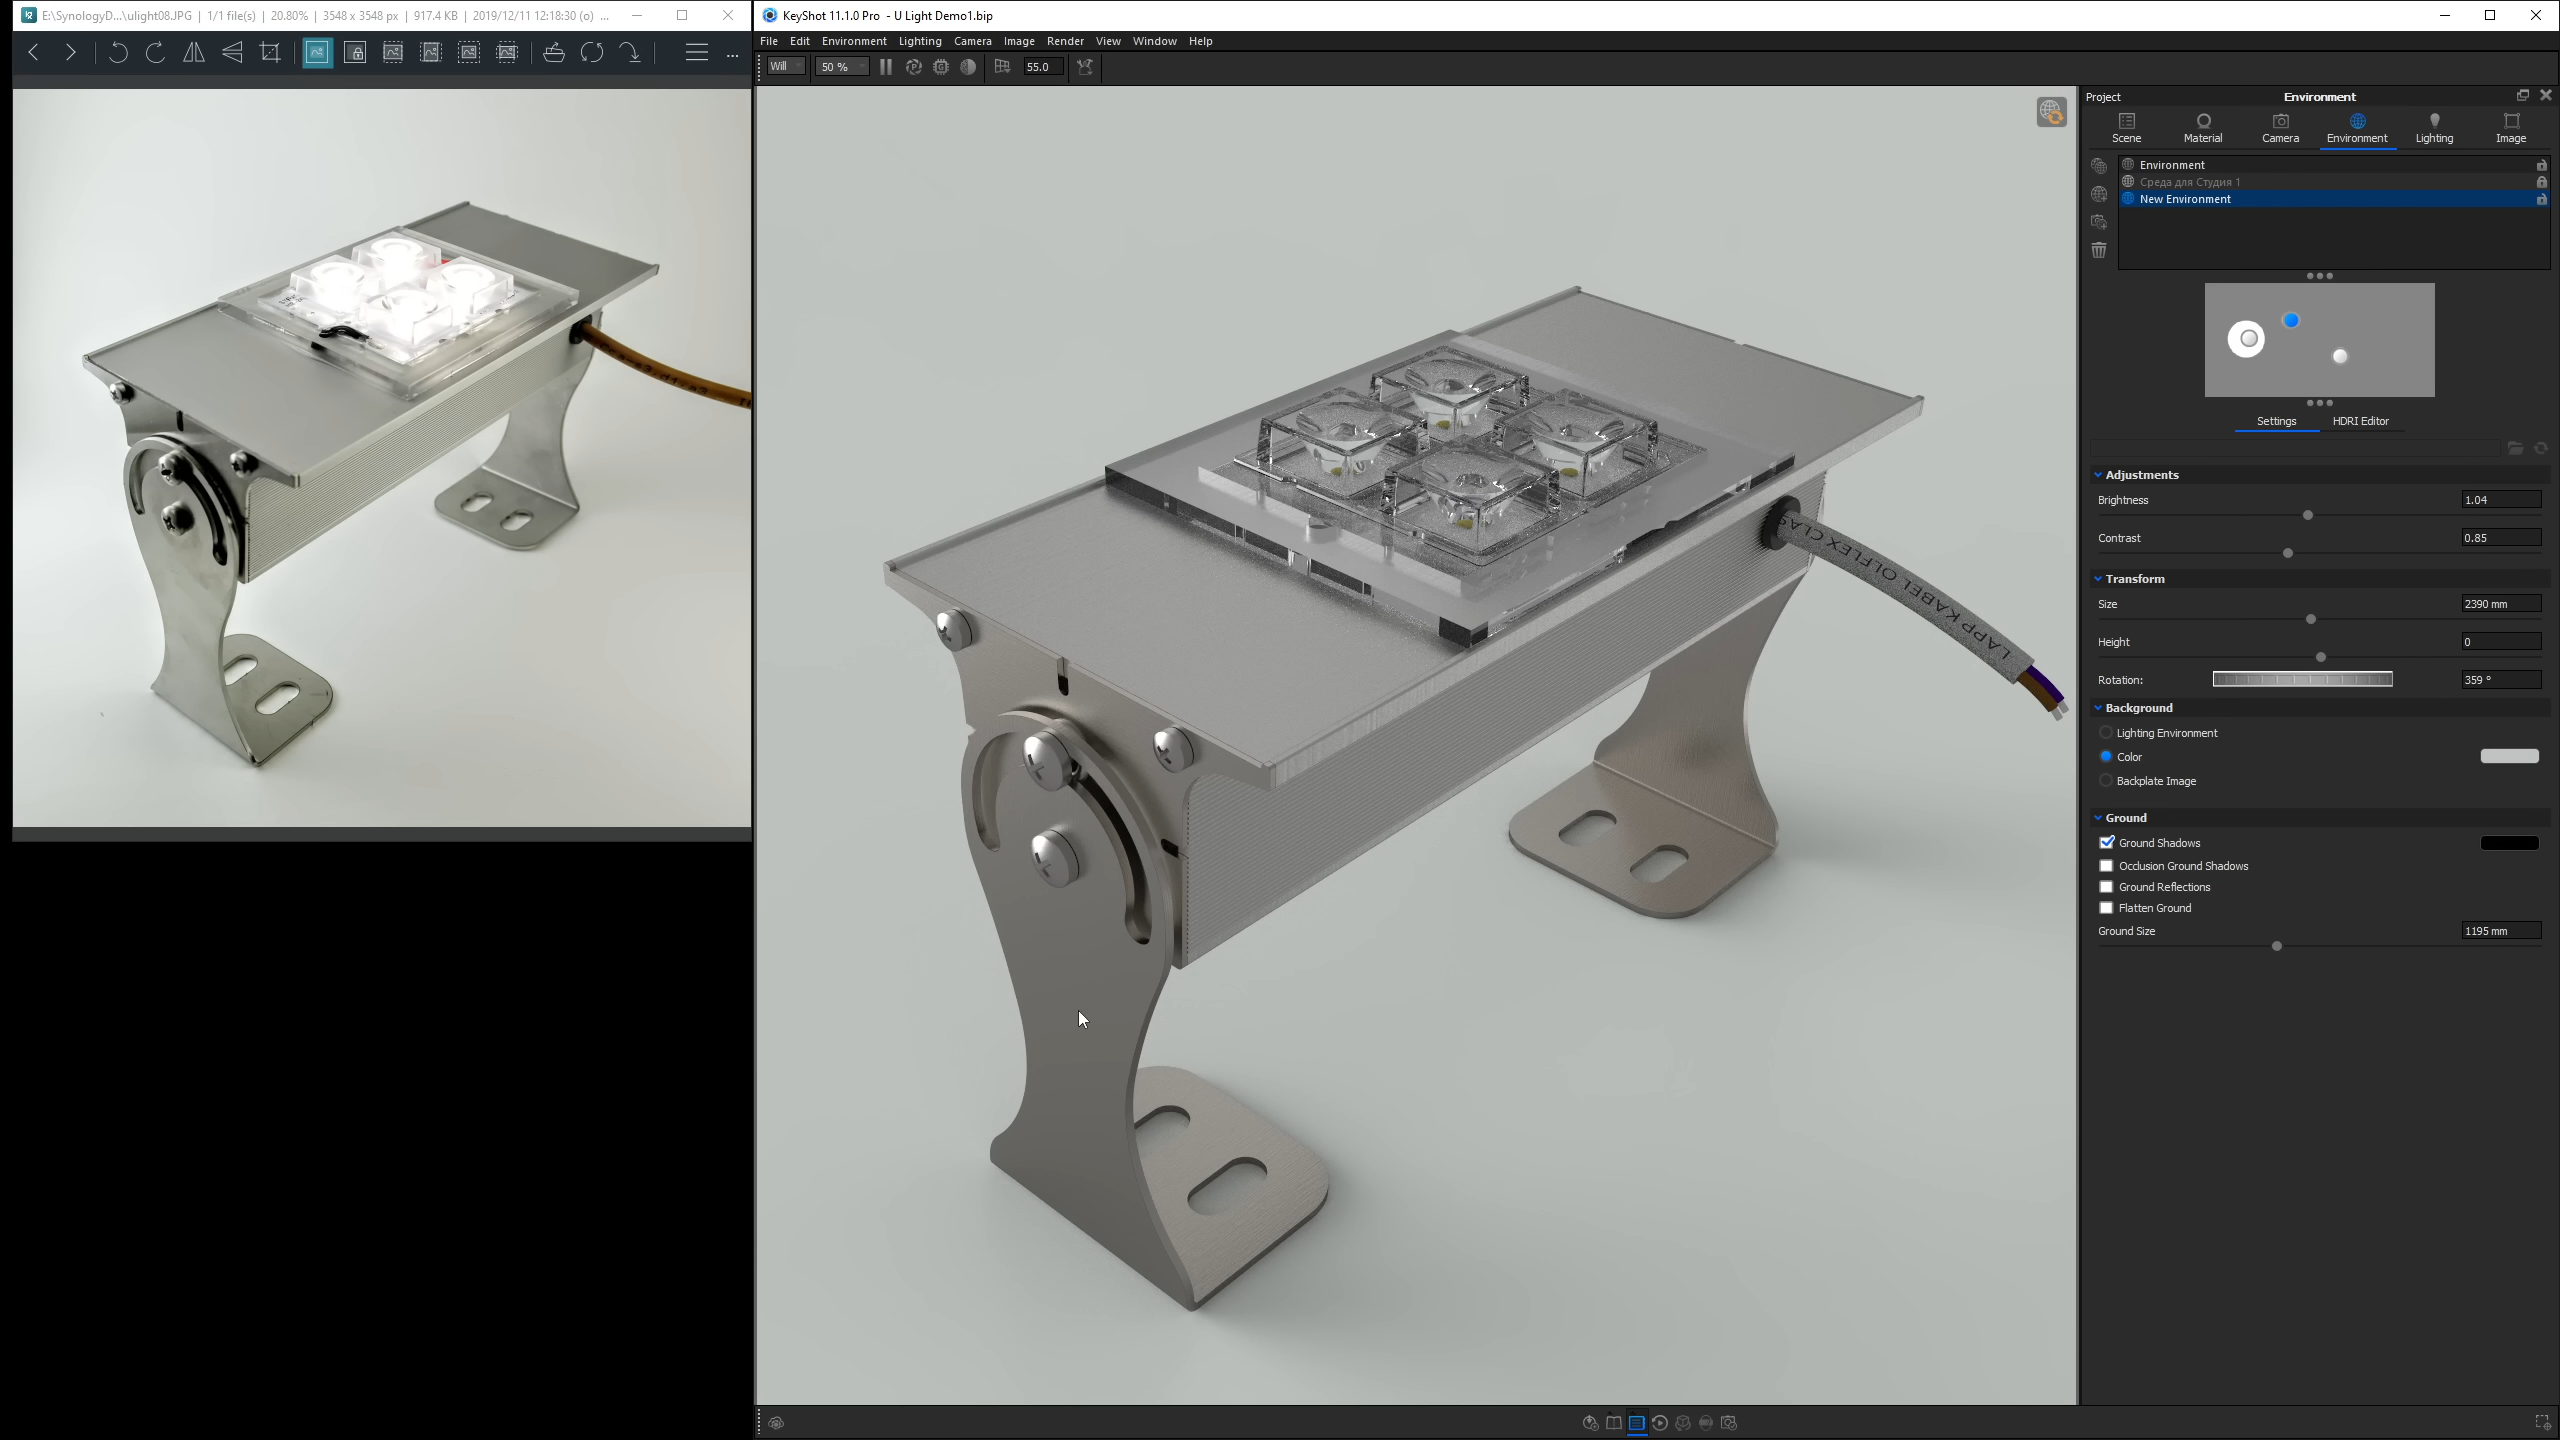 E:\SynologyD...\ulight08.JPG | 1/1 file(s) | 20.80% | 3548 x 3548 px | 917.4 KB | 2019/12/11 12:18:30 (o) ...
KeyShot 11.1.0 Pro - U Light Demo1.bip
File Edit Environment Lighting Camera Image Render View Window Help
Will 50 % 55.0
Project Environment
Scene Material Camera Environment Lighting Image
Environment
Среда для Студия 1
New Environment
Settings HDRI Editor
Adjustments
Brightness 1.04
Contrast 0.85
Transform
Size 2390 mm
Height 0
Rotation: 359 °
Background
Lighting Environment
Color
Backplate Image
Ground
Ground Shadows
Occlusion Ground Shadows
Ground Reflections
Flatten Ground
Ground Size 1195 mm
LAPP KABEL OLFLEX CLAS